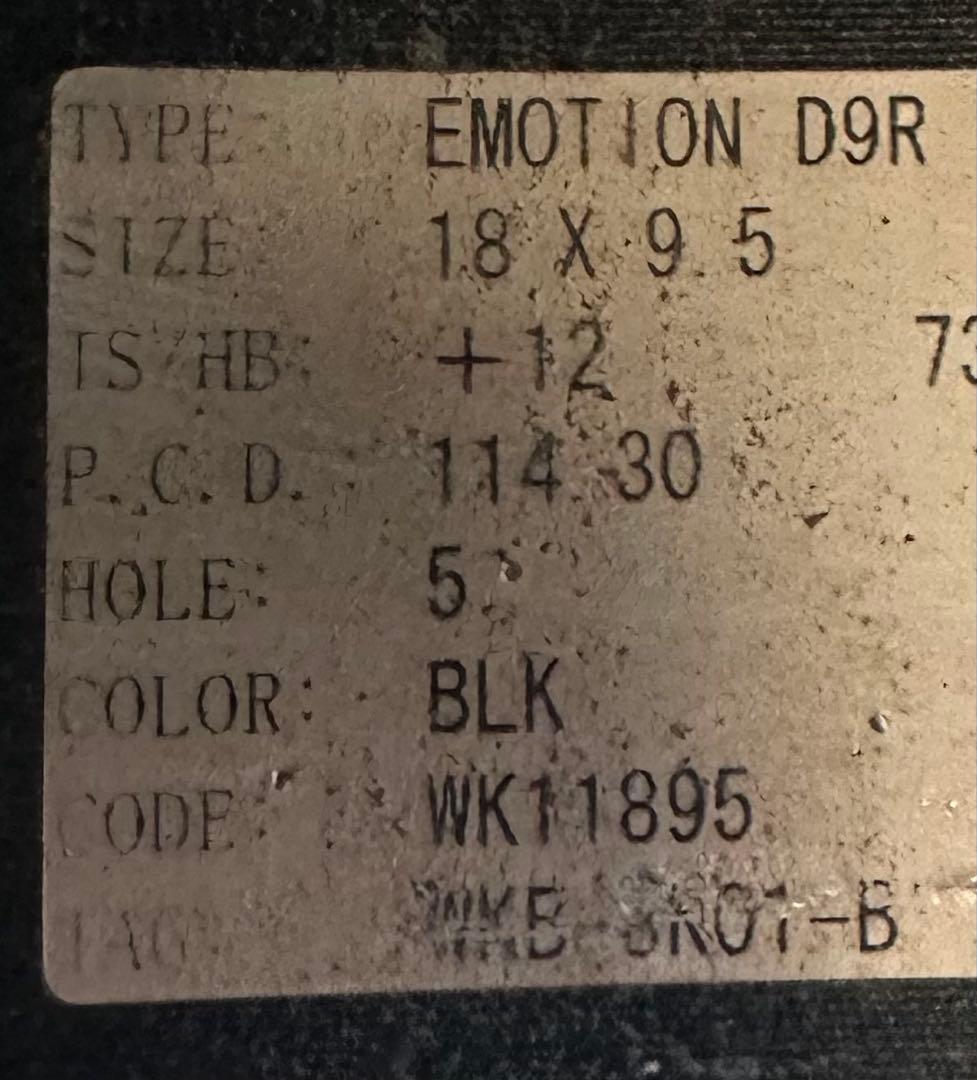 TYPE: EMOTION D9R
SIZE: 18 X 9.5
IS/HB: +12 73
P.C.D. 114.30
HOLE: 5
COLOR: BLK
CODE: WK11895